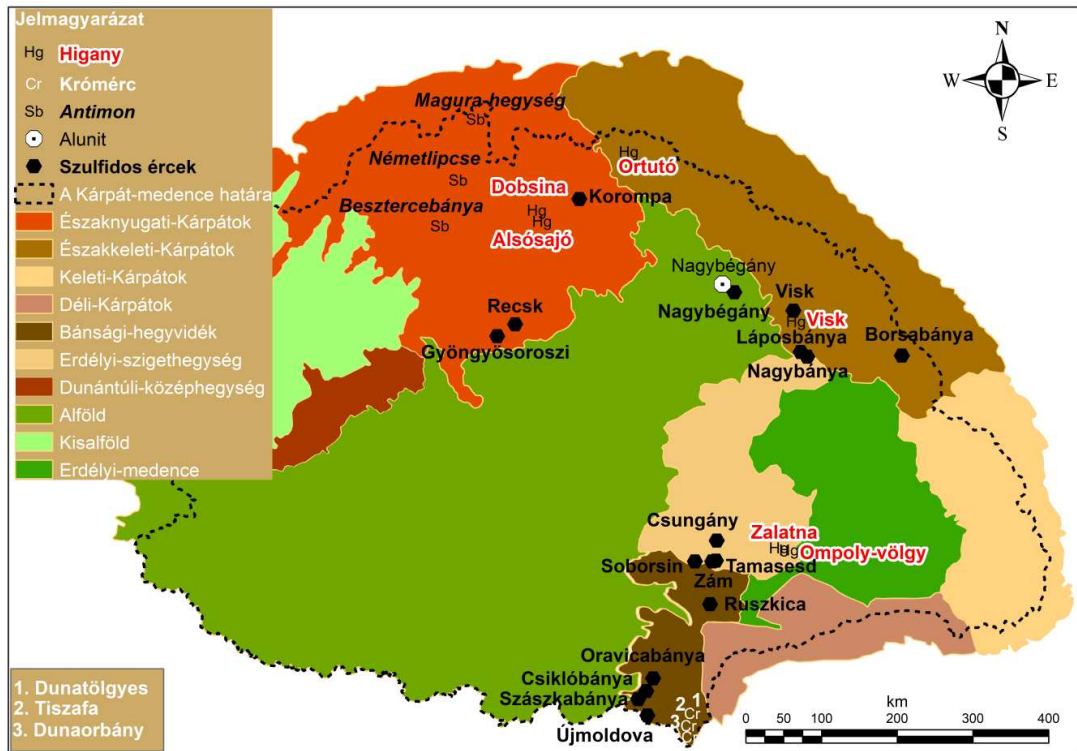 Jelmagyarázat
Hg Higany
Cr Krómérc
Sb Antimon
Alunit
Szulfidos ércek
A Kárpát-medence határa
Északnyugati-Kárpátok
Északkeleti-Kárpátok
Keleti-Kárpátok
Déli-Kárpátok
Bánsági-hegyvidék
Erdélyi-szigethegység
Dunántúli-középhegység
Alföld
Kisalföld
Erdélyi-medence
N
W E
S
Magura-hegység
Sb
Németlipcse
Sb
Besztercebánya
Sb
Hg
Ortutó
Dobsina
Korompa
Hg
Hg
Alsósajó
Nagybégány
Nagybégány
Visk
Hg
Visk
Recsk
Gyöngyösoroszi
Láposbánya
Nagybánya
Borsabánya
Csungány
Zalatna
Hg Hg
Ompoly-völgy
Soborsin
Tamasesd
Zám
Ruszkica
Oravicabánya
Csiklóbánya
Szászkabánya
Újmoldova
2 1
Cr
3 Cr
Cr
1. Dunatölgyes
2. Tiszafa
3. Dunaorbány
km
0 50 100 200 300 400